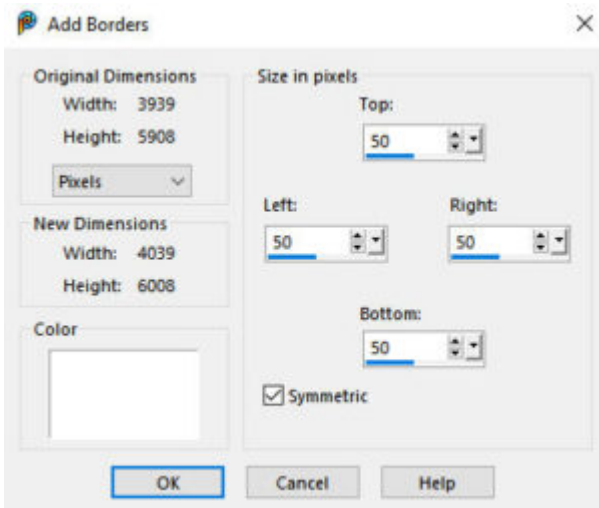 Add Borders
Original Dimensions
Width: 3939
Height: 5908
Pixels
New Dimensions
Width: 4039
Height: 6008
Color
Size in pixels
Top:
50
Left:
50
Right:
50
Bottom:
50
Symmetric
OK
Cancel
Help